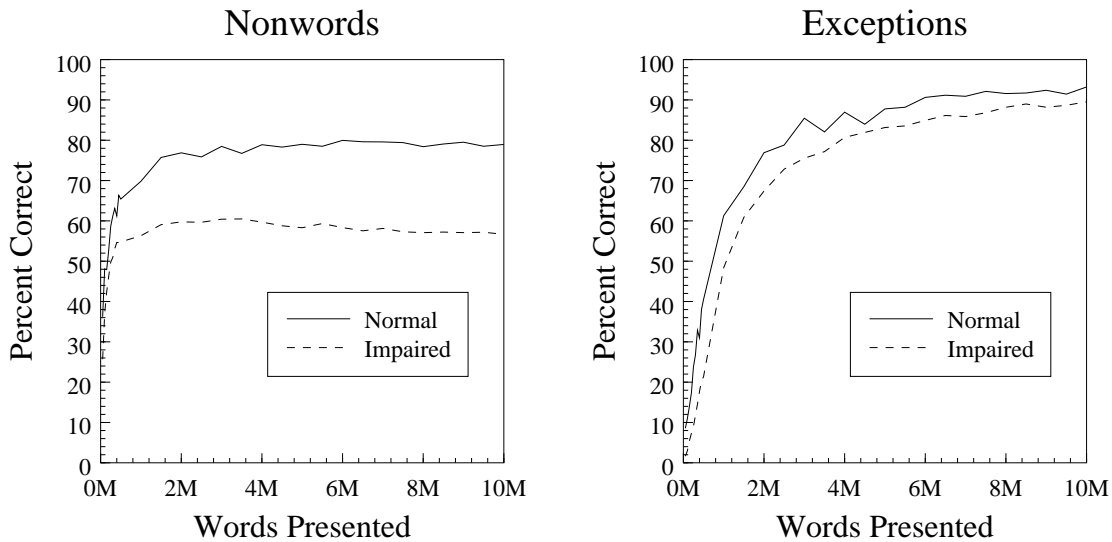 Nonwords
100
90
80
70
60
50
40
30
20
10
0
Percent Correct
0M 2M 4M 6M 8M 10M
Words Presented
Normal
Impaired
Exceptions
100
90
80
70
60
50
40
30
20
10
0
Percent Correct
0M 2M 4M 6M 8M 10M
Words Presented
Normal
Impaired